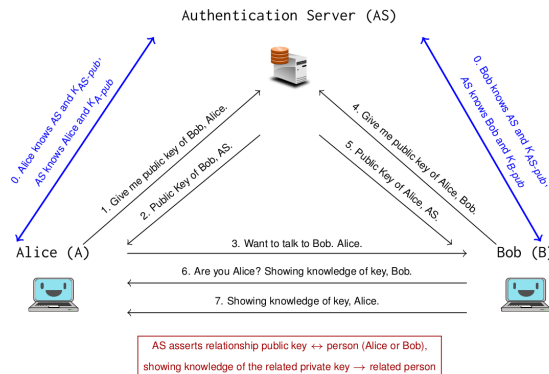 Authentication Server (AS)
0. Alice knows AS and K_AS-pub,
AS knows Alice and K_A-pub
0. Bob knows AS and K_AS-pub,
AS knows Bob and K_B-pub
1. Give me public key of Bob, Alice.
2. Public Key of Bob, AS.
4. Give me public key of Alice, Bob.
5. Public Key of Alice, AS.
Alice (A)
3. Want to talk to Bob. Alice.
Bob (B)
6. Are you Alice? Showing knowledge of key, Bob.
7. Showing knowledge of key, Alice.
AS asserts relationship public key ↔ person (Alice or Bob),
showing knowledge of the related private key → related person